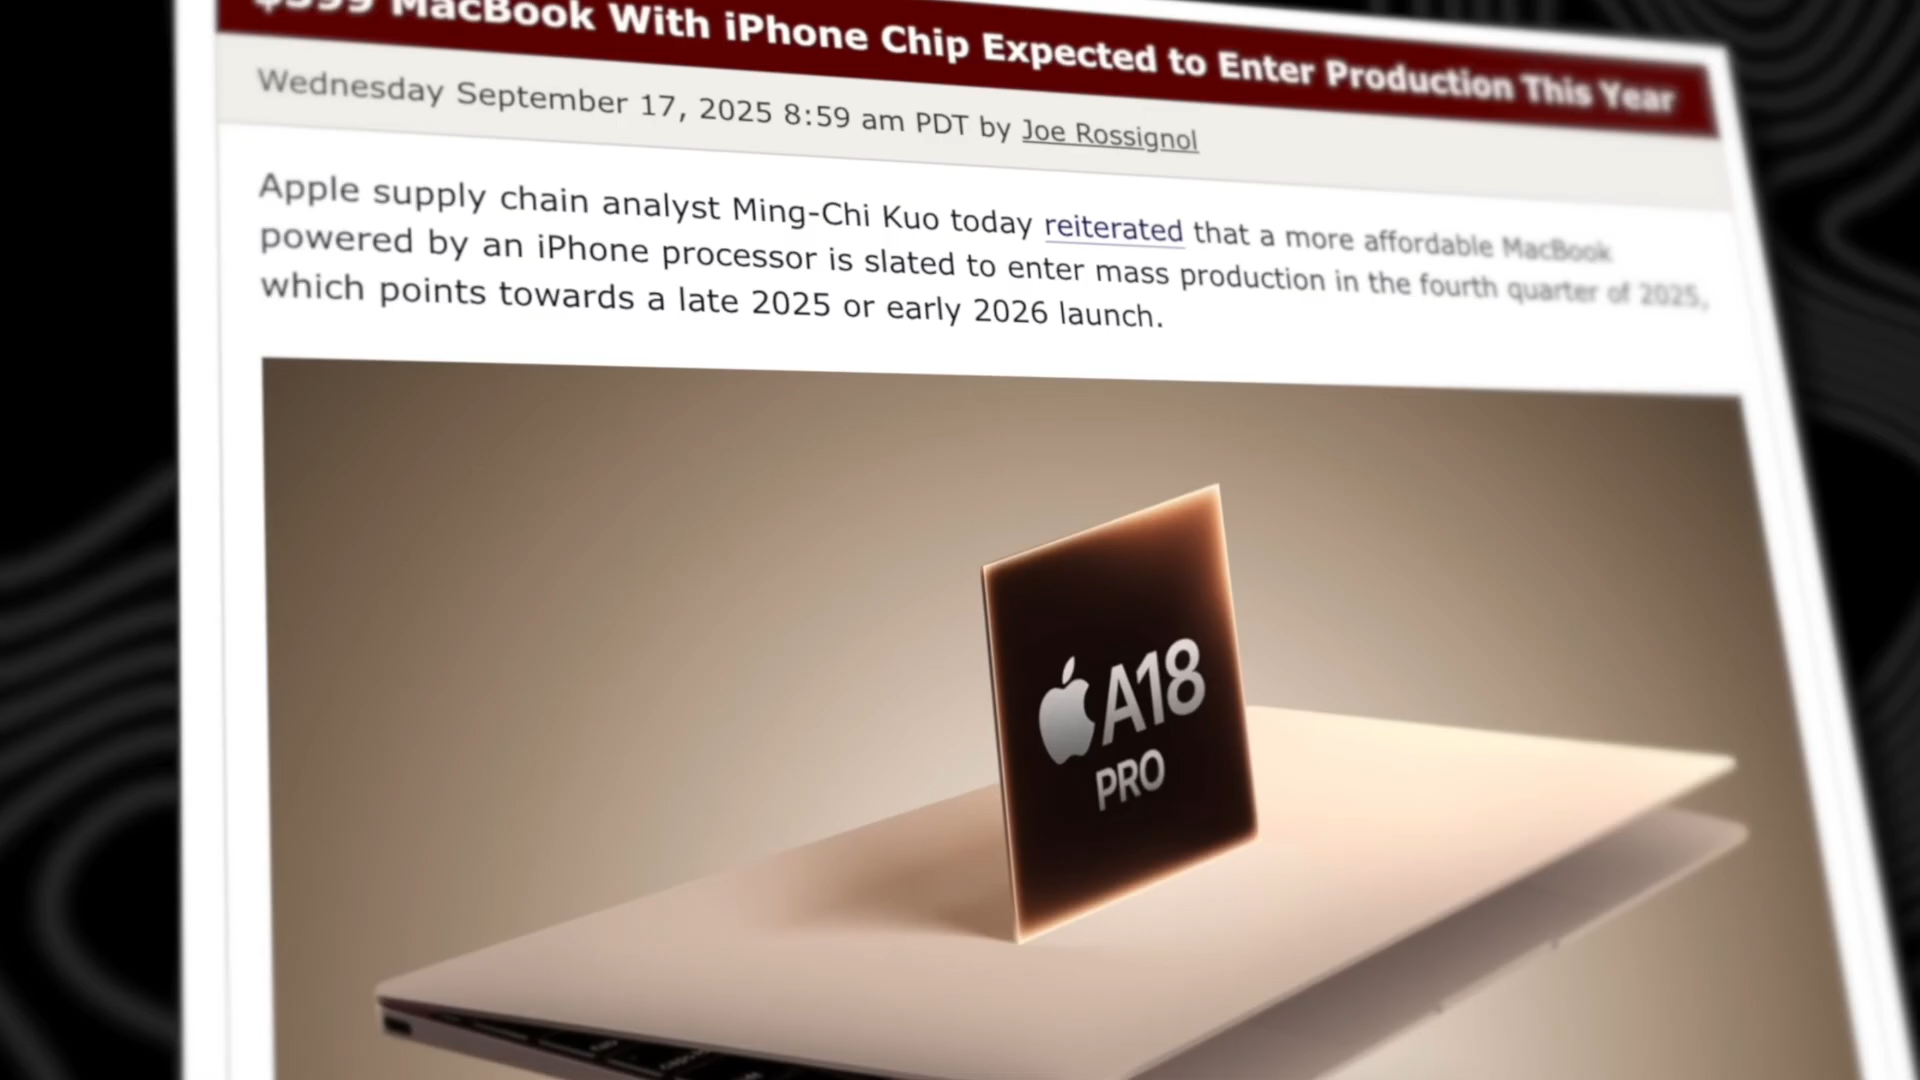 $599 MacBook With iPhone Chip Expected to Enter Production This Year
Wednesday September 17, 2025 8:59 am PDT by Joe Rossignol
Apple supply chain analyst Ming-Chi Kuo today reiterated that a more affordable MacBook
powered by an iPhone processor is slated to enter mass production in the fourth quarter of 2025,
which points towards a late 2025 or early 2026 launch.
A18
PRO